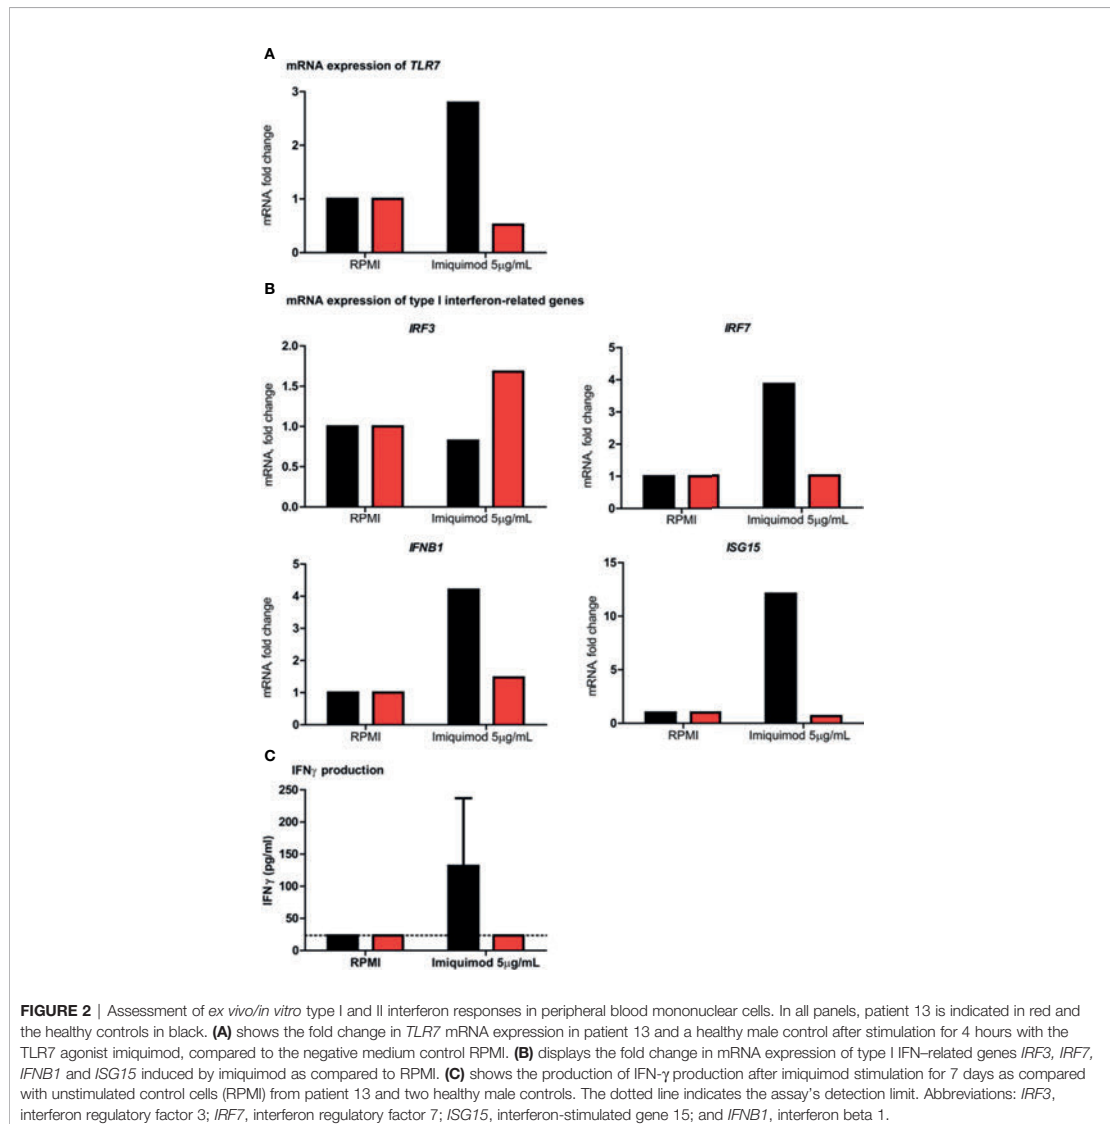 A
mRNA expression of TLR7
mRNA, fold change
3
2
1
0
RPMI
Imiquimod 5μg/mL
B
mRNA expression of type I interferon-related genes
IRF3
mRNA, fold change
2.0
1.5
1.0
0.5
0.0
RPMI
Imiquimod 5μg/mL
IRF7
mRNA, fold change
5
4
3
2
1
0
RPMI
Imiquimod 5μg/mL
IFNB1
mRNA, fold change
5
4
3
2
1
0
RPMI
Imiquimod 5μg/mL
ISG15
mRNA, fold change
15
10
5
0
RPMI
Imiquimod 5μg/mL
C
IFNγ production
IFNγ (pg/ml)
250
200
150
100
50
0
RPMI
Imiquimod 5μg/mL
FIGURE 2 | Assessment of ex vivo/in vitro type I and II interferon responses in peripheral blood mononuclear cells. In all panels, patient 13 is indicated in red and
the healthy controls in black. (A) shows the fold change in TLR7 mRNA expression in patient 13 and a healthy male control after stimulation for 4 hours with the
TLR7 agonist imiquimod, compared to the negative medium control RPMI. (B) displays the fold change in mRNA expression of type I IFN–related genes IRF3, IRF7,
IFNB1 and ISG15 induced by imiquimod as compared to RPMI. (C) shows the production of IFN-γ production after imiquimod stimulation for 7 days as compared
with unstimulated control cells (RPMI) from patient 13 and two healthy male controls. The dotted line indicates the assay's detection limit. Abbreviations: IRF3,
interferon regulatory factor 3; IRF7, interferon regulatory factor 7; ISG15, interferon-stimulated gene 15; and IFNB1, interferon beta 1.